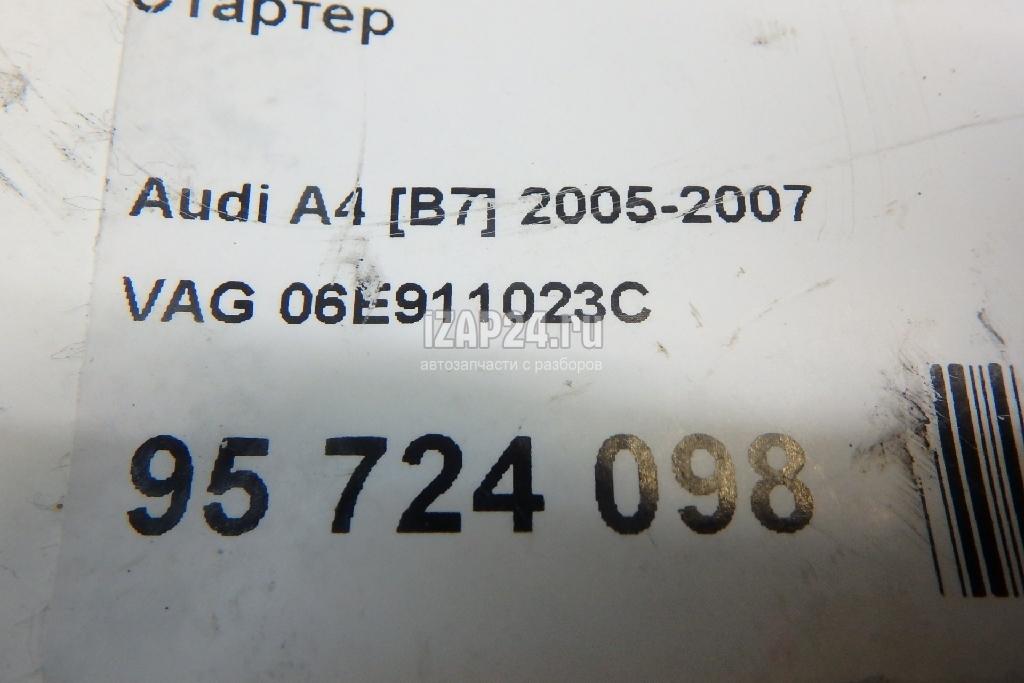 Стартер
Audi A4 [B7] 2005-2007
VAG 06E911023C
iZAP24.ru
автозапчасти с разборов
95 724 098